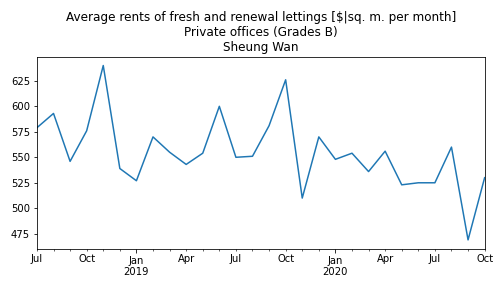 Average rents of fresh and renewal lettings [$|sq. m. per month]
Private offices (Grades B)
Sheung Wan
625
600
575
550
525
500
475
Jul Oct Jan Apr Jul Oct Jan Apr Jul Oct
2019 2020